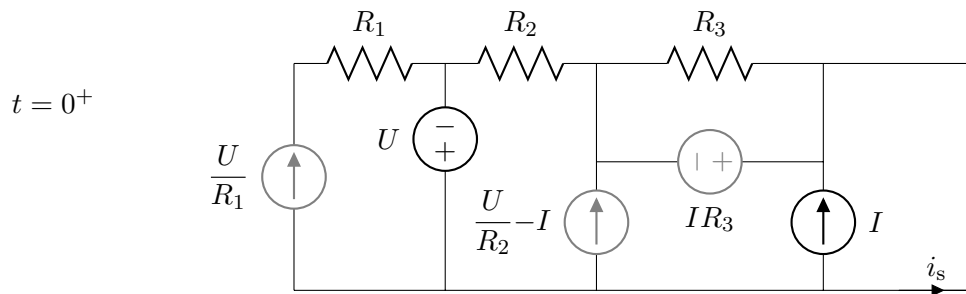 R₁
R₂
R₃
t = 0⁺
U
−
+
U/R₁
− +
U/R₂ − I
IR₃
I
iₛ